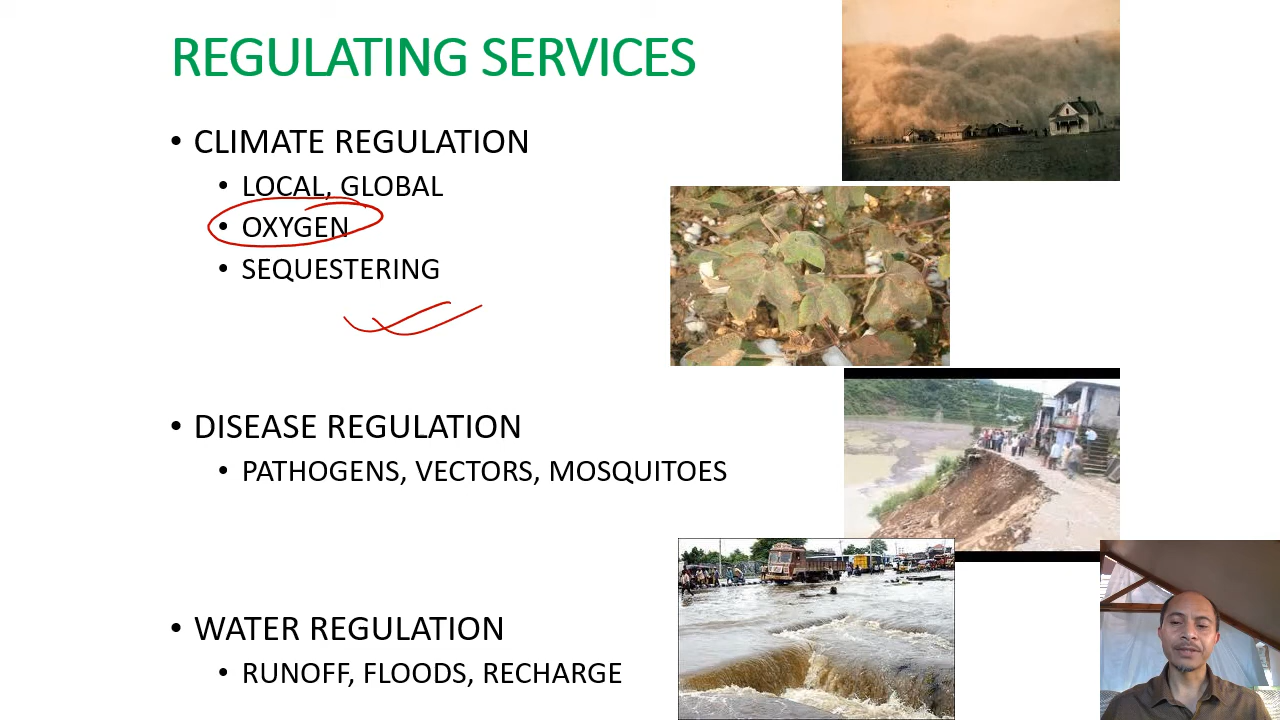 REGULATING SERVICES
• CLIMATE REGULATION
• LOCAL, GLOBAL
• OXYGEN
• SEQUESTERING
• DISEASE REGULATION
• PATHOGENS, VECTORS, MOSQUITOES
• WATER REGULATION
• RUNOFF, FLOODS, RECHARGE